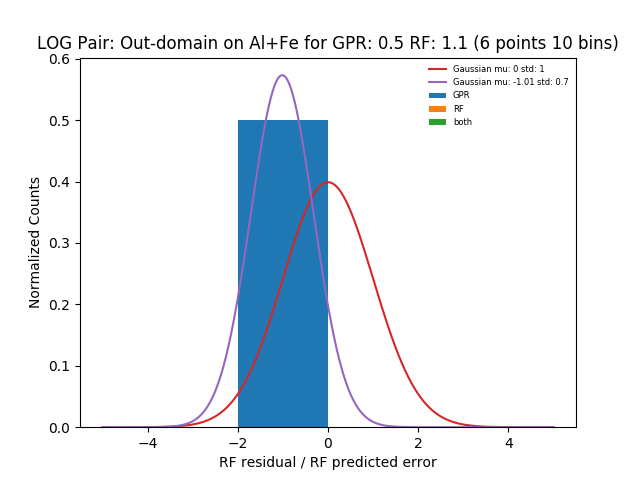 LOG Pair: Out-domain on Al+Fe for GPR: 0.5 RF: 1.1 (6 points 10 bins)
Gaussian mu: 0 std: 1
Gaussian mu: -1.01 std: 0.7
GPR
RF
both
Normalized Counts
0.6
0.5
0.4
0.3
0.2
0.1
0.0
−4 −2 0 2 4
RF residual / RF predicted error